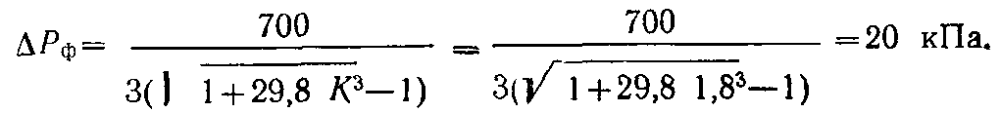 ΔPф = 700 / 3(√ 1+29,8 K³—1) = 700 / 3(√ 1+29,8 1,8³—1) =20 кПа.